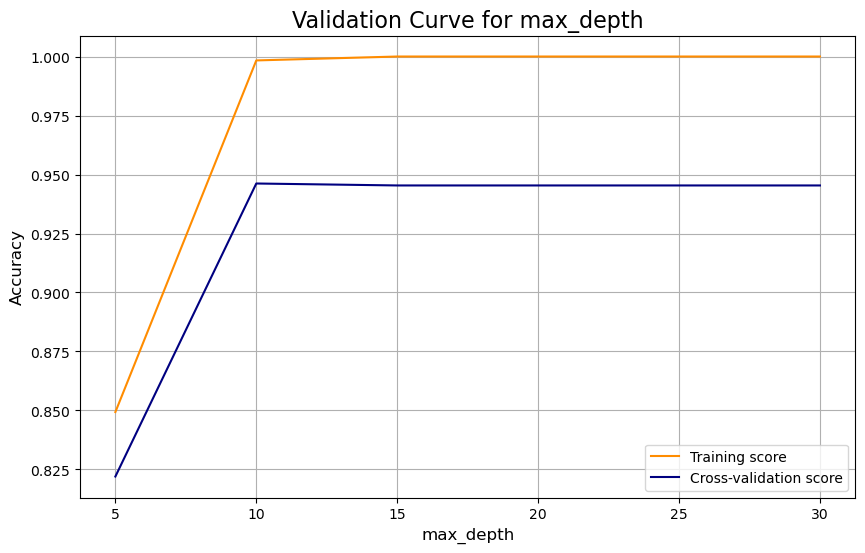 Validation Curve for max_depth
Accuracy
1.000
0.975
0.950
0.925
0.900
0.875
0.850
0.825
Training score
Cross-validation score
5 10 15 20 25 30
max_depth